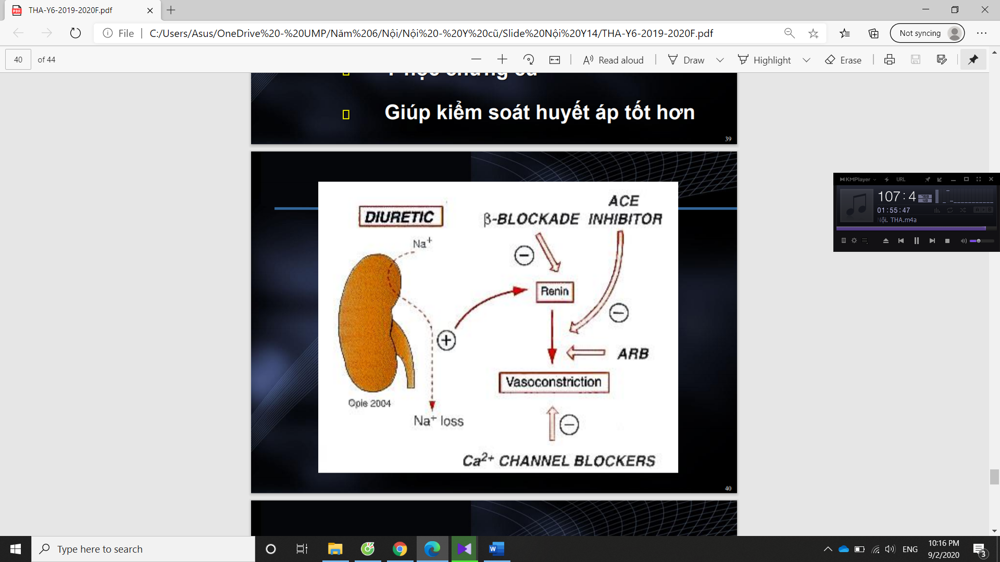 THA-Y6-2019-2020F.pdf
File
C:/Users/Asus/OneDrive%20-%20UMP/Năm%206/Nội/Nội%20-%20Y%20cũ/Slide%20Nội%20Y14/THA-Y6-2019-2020F.pdf
Not syncing
40 of 44
Read aloud
Draw
Highlight
Erase
Giúp kiểm soát huyết áp tốt hơn
39
DIURETIC
Na+
ACE
β-BLOCKADE INHIBITOR
Renin
ARB
Vasoconstriction
Opie 2004
Na+ loss
Ca2+ CHANNEL BLOCKERS
40
KMPlayer
URL
107:4
01:55:47
Nội. THA.m4a
Type here to search
ENG
10:16 PM
9/2/2020
3